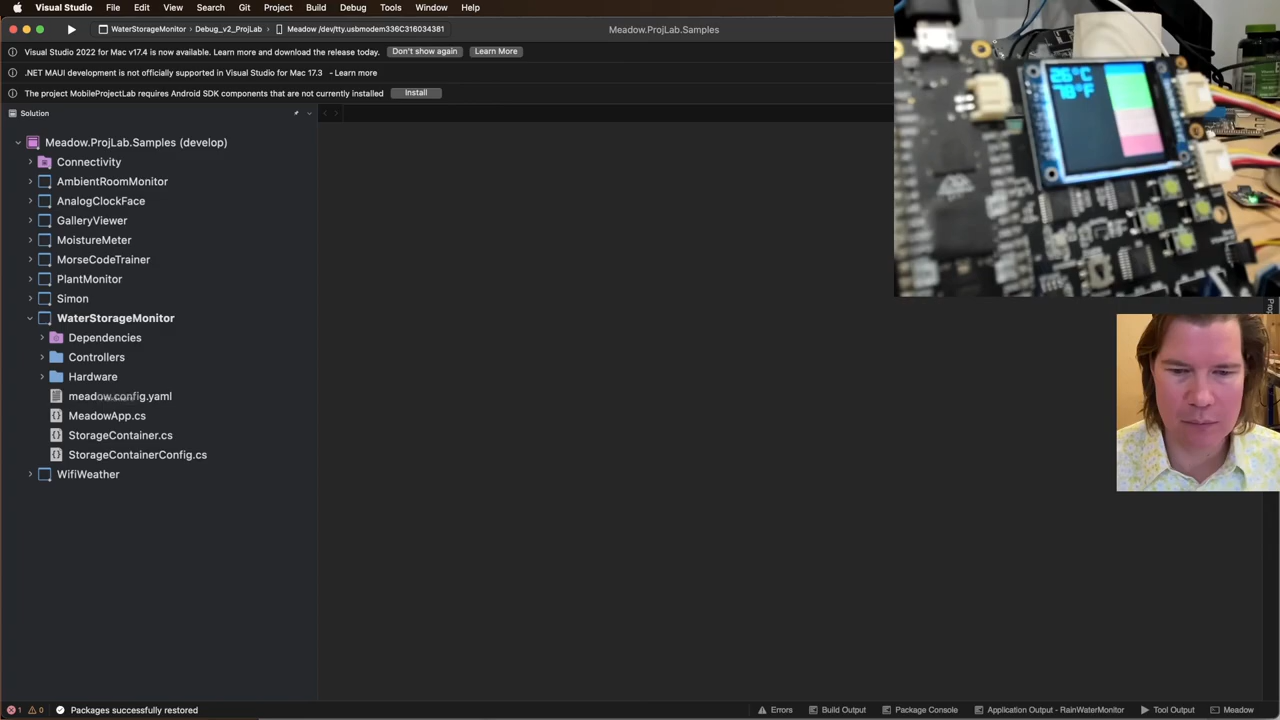 Visual Studio File Edit View Search Git Project Build Debug Tools Window Help
WaterStorageMonitor › Debug_v2_ProjLab › Meadow /dev/tty.usbmodem336C316034381 Meadow.ProjLab.Samples
Visual Studio 2022 for Mac v17.4 is now available. Learn more and download the release today. Don't show again Learn More
.NET MAUI development is not officially supported in Visual Studio for Mac 17.3 - Learn more
The project MobileProjectLab requires Android SDK components that are not currently installed Install
Solution
Meadow.ProjLab.Samples (develop)
Connectivity
AmbientRoomMonitor
AnalogClockFace
GalleryViewer
MoistureMeter
MorseCodeTrainer
PlantMonitor
Simon
WaterStorageMonitor
Dependencies
Controllers
Hardware
meadow.config.yaml
MeadowApp.cs
StorageContainer.cs
StorageContainerConfig.cs
WifiWeather
26°C
78°F
1 0 Packages successfully restored Errors Build Output Package Console Application Output - RainWaterMonitor Tool Output Meadow